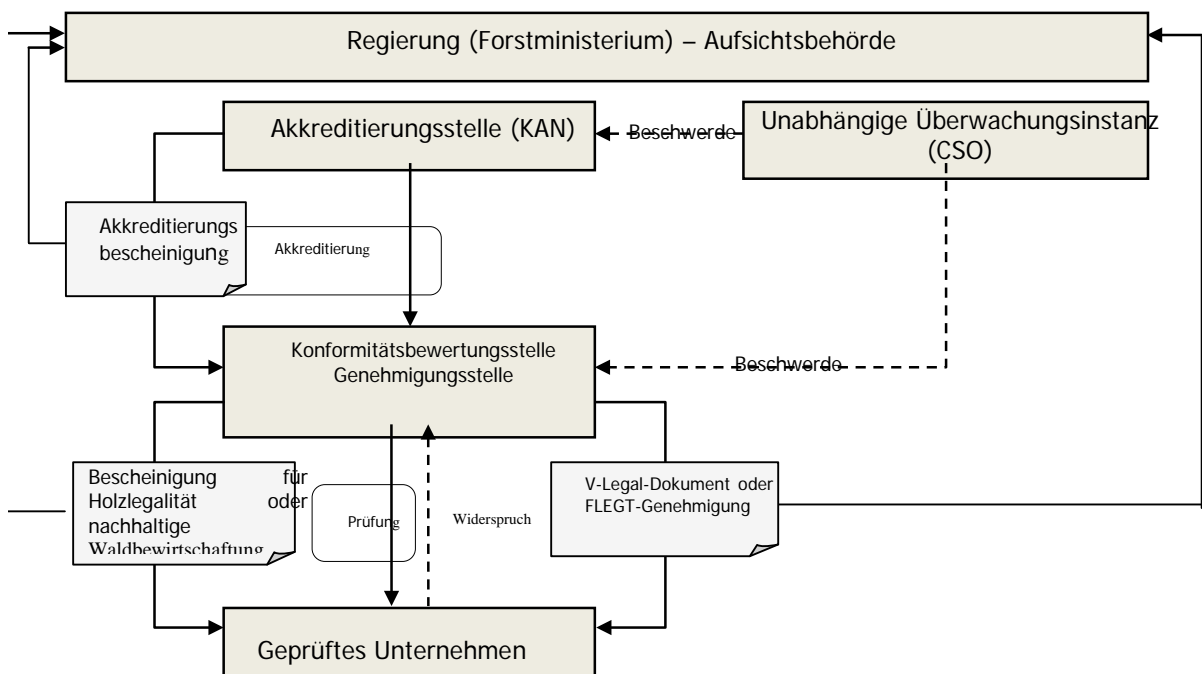 Regierung (Forstministerium) – Aufsichtsbehörde
Akkreditierungsstelle (KAN)
Beschwerde
Unabhängige Überwachungsinstanz
(CSO)
Akkreditierungs
bescheinigung
Akkreditierung
Konformitätsbewertungsstelle
Genehmigungsstelle
Beschwerde
Bescheinigung für
Holzlegalität oder
nachhaltige
Waldbewirtschaftung
Prüfung
Widerspruch
V-Legal-Dokument oder
FLEGT-Genehmigung
Geprüftes Unternehmen